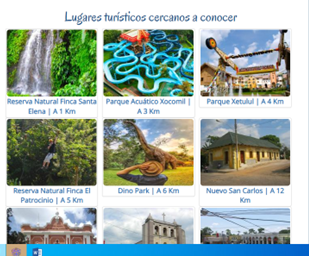 Lugares turísticos cercanos a conocer
Reserva Natural Finca Santa
Elena | A 1 Km
Parque Acuático Xocomil |
A 3 Km
Parque Xetulul | A 4 Km
Reserva Natural Finca El
Patrocinio | A 5 Km
Dino Park | A 6 Km
Nuevo San Carlos | A 12
Km